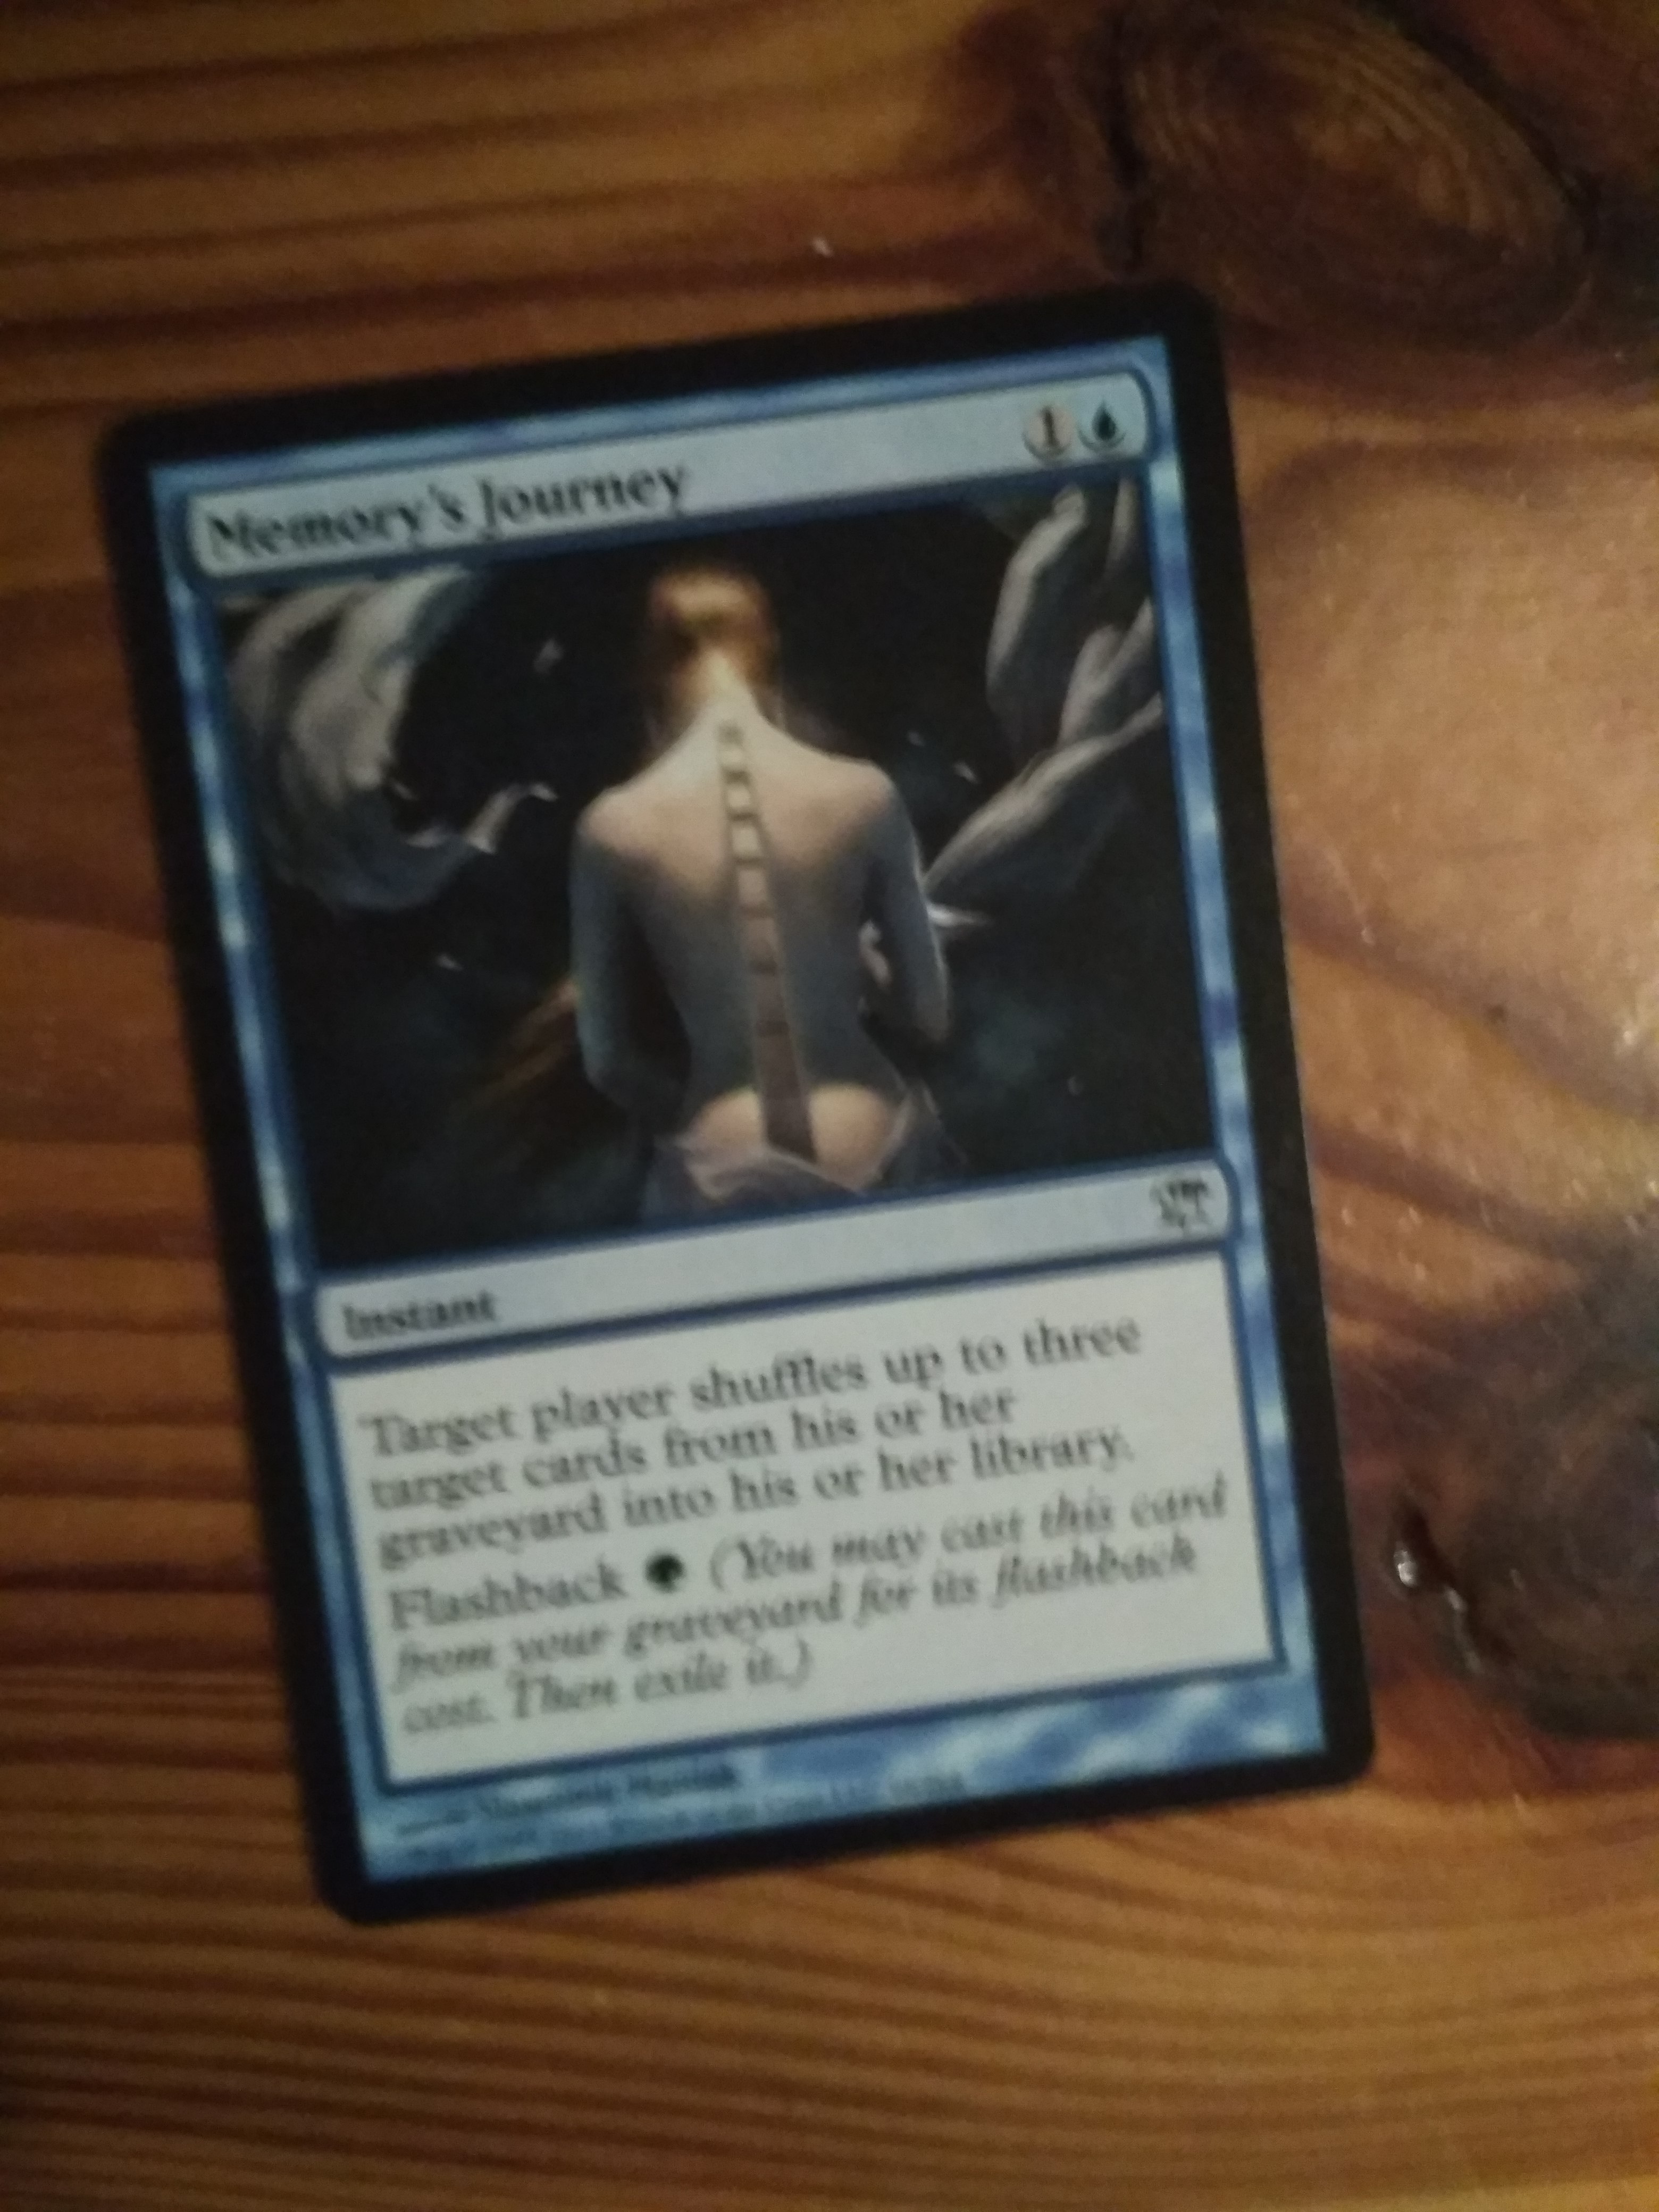 Memory's Journey
1
Instant
Target player shuffles up to three
target cards from his or her
graveyard into his or her library.
Flashback (You may cast this card
from your graveyard for its flashback
cost. Then exile it.)